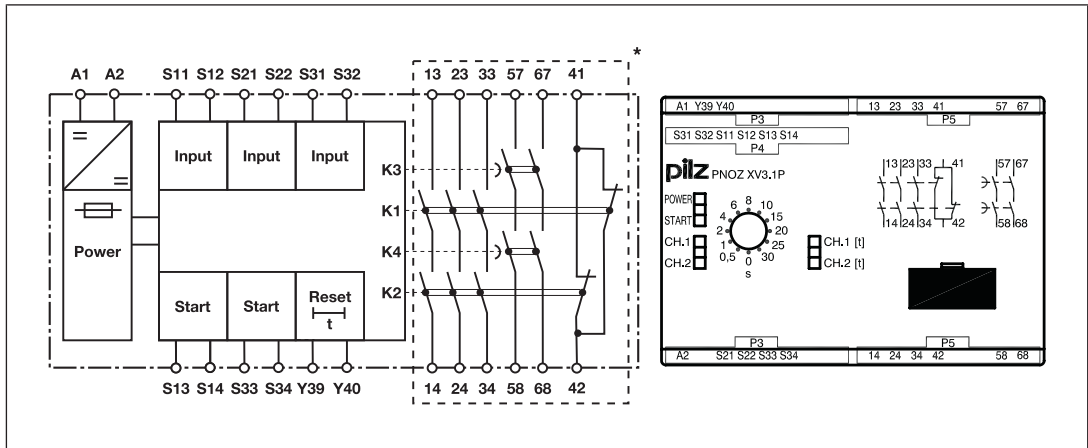 *
A1 A2 S11 S12 S21 S22 S31 S32 13 23 33 57 67 41
=
=
Input Input Input
Power
K3
K1
K4
K2
Start Start Reset
t
S13 S14 S33 S34 Y39 Y40 14 24 34 58 68 42
A1 Y39 Y40 13 23 33 41 57 67
P3 P5
S31 S32 S11 S12 S13 S14
P4
pilz PNOZ XV3.1P
13 23 33 41 57 67
14 24 34 42 58 68
POWER
START
CH.1
CH.2
0 0,5 1 2 4 6 8 10 15 20 25 30
s
CH.1 [t]
CH.2 [t]
P3 P5
A2 S21 S22 S33 S34 14 24 34 42 58 68